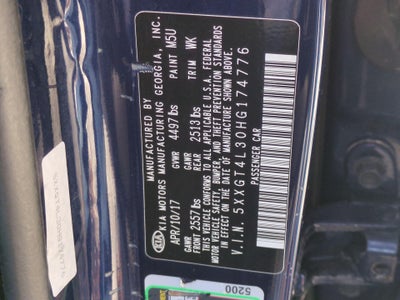 MANUFACTURED BY
KIA MOTORS MANUFACTURING GEORGIA, INC.
APR/10/17 GVWR 4497 lbs PAINT M5U
GAWR FRONT 2557 lbs GAWR REAR 2513 lbs TRIM WK
THIS VEHICLE CONFORMS TO ALL APPLICABLE U.S.A. FEDERAL
MOTOR VEHICLE SAFETY, BUMPER, AND THEFT PREVENTION STANDARDS
IN EFFECT ON THE DATE OF MANUFACTURE SHOWN ABOVE.
V.I.N. 5XXGT4L30HG174776
PASSENGER CAR
KIA
5200